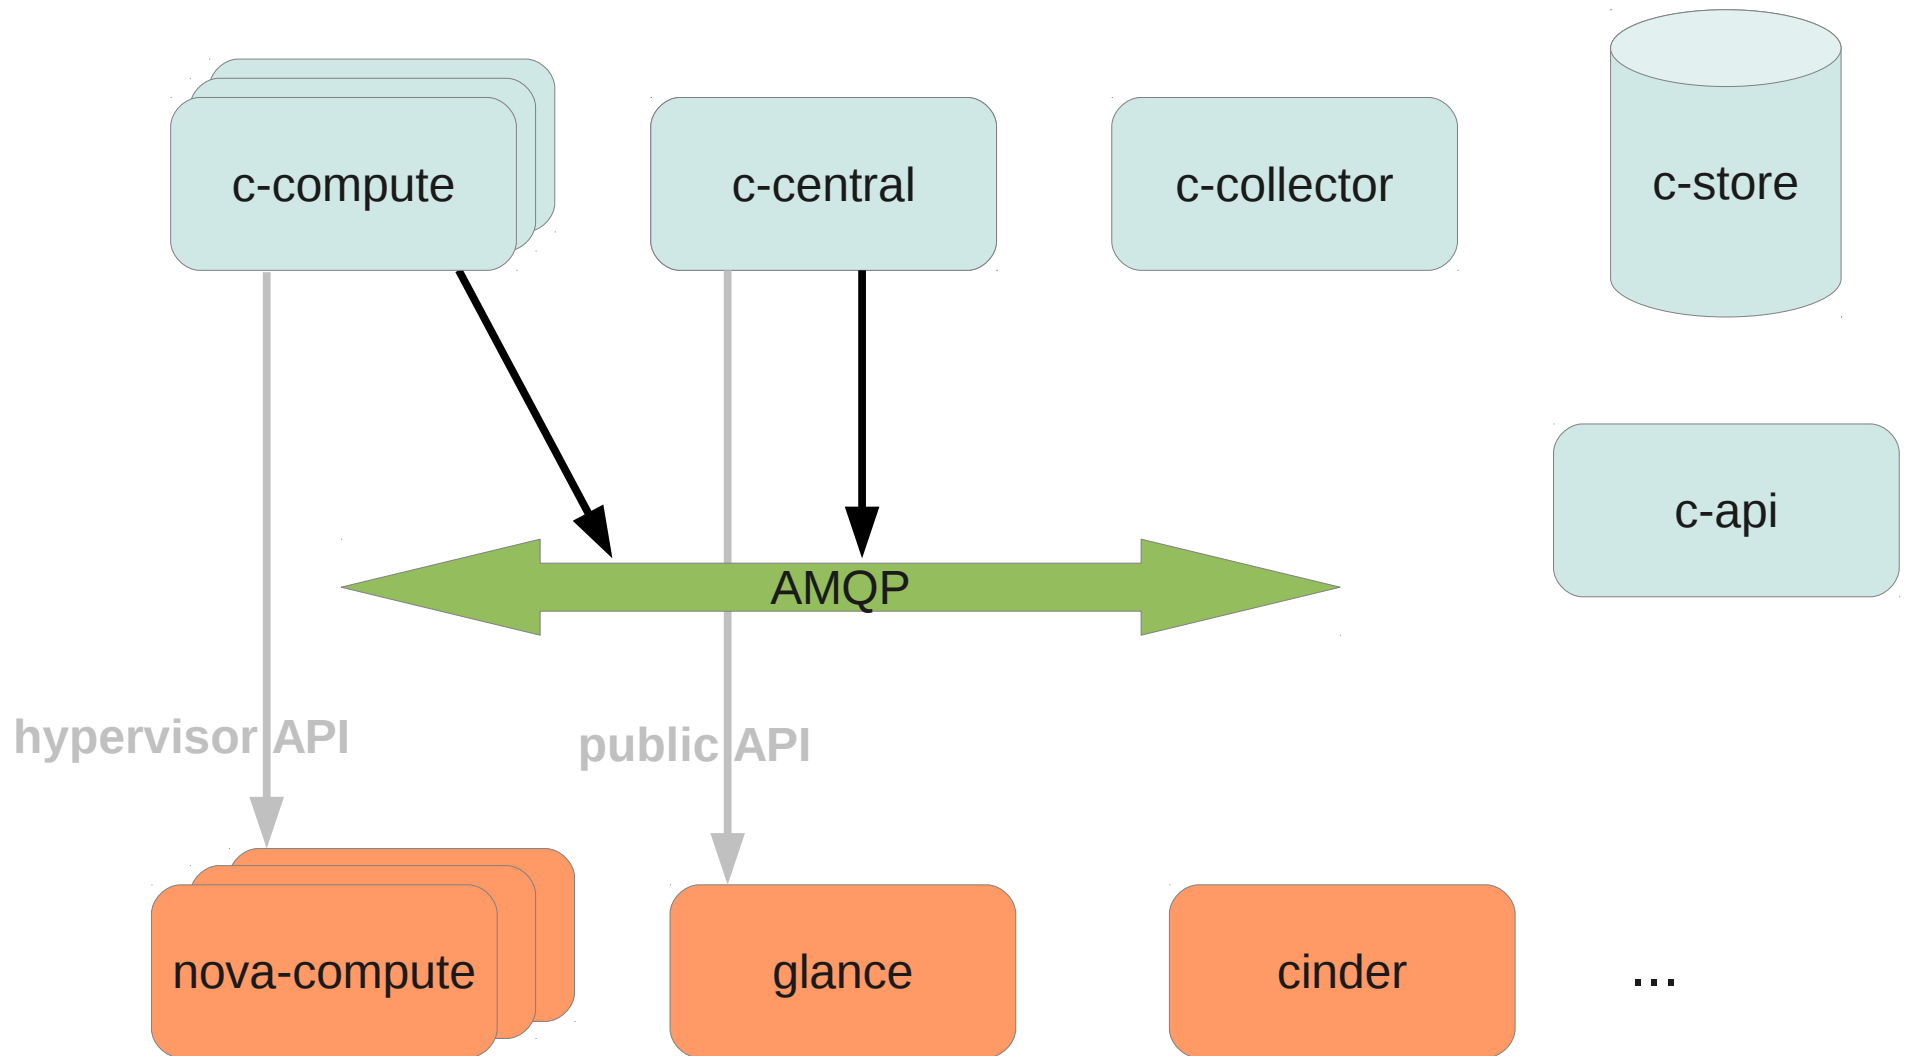 c-compute
c-central
c-collector
c-store
c-api
AMQP
hypervisor API
public API
nova-compute
glance
cinder
...